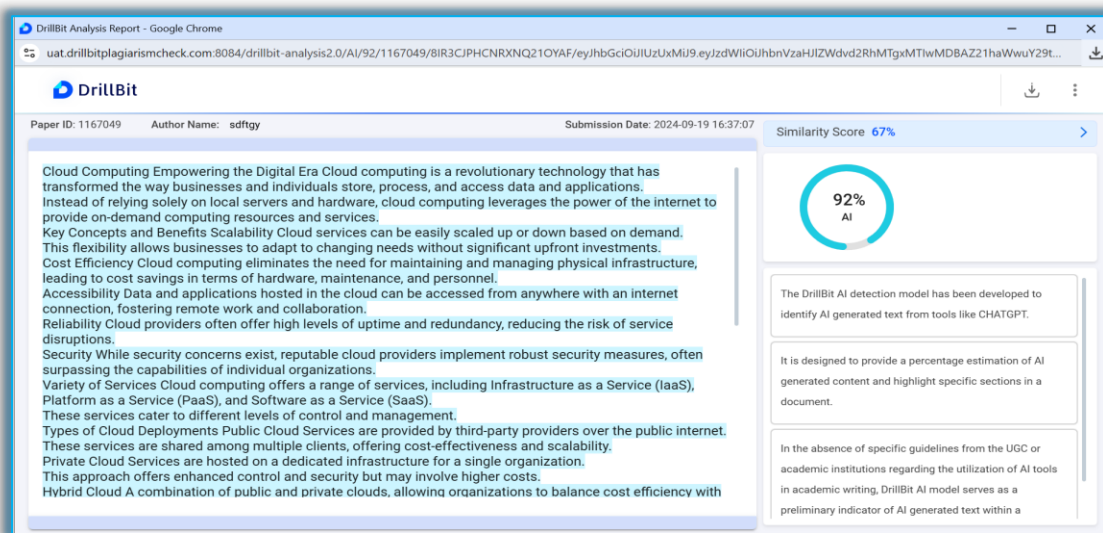 DrillBit Analysis Report - Google Chrome
uat.drillbitplagiarismcheck.com:8084/drillbit-analysis2.0/AI/92/1167049/8IR3CJPHCNRXNQ21OYAF/eyJhbGciOiJIUzUxMiJ9.eyJzdWIiOiJhbnVzaHJlZWdvd2RhMTgxMTIwMDBAZ21haWwuY29t...
DrillBit
Paper ID: 1167049 Author Name: sdftgy Submission Date: 2024-09-19 16:37:07
Cloud Computing Empowering the Digital Era Cloud computing is a revolutionary technology that has
transformed the way businesses and individuals store, process, and access data and applications.
Instead of relying solely on local servers and hardware, cloud computing leverages the power of the internet to
provide on-demand computing resources and services.
Key Concepts and Benefits Scalability Cloud services can be easily scaled up or down based on demand.
This flexibility allows businesses to adapt to changing needs without significant upfront investments.
Cost Efficiency Cloud computing eliminates the need for maintaining and managing physical infrastructure,
leading to cost savings in terms of hardware, maintenance, and personnel.
Accessibility Data and applications hosted in the cloud can be accessed from anywhere with an internet
connection, fostering remote work and collaboration.
Reliability Cloud providers often offer high levels of uptime and redundancy, reducing the risk of service
disruptions.
Security While security concerns exist, reputable cloud providers implement robust security measures, often
surpassing the capabilities of individual organizations.
Variety of Services Cloud computing offers a range of services, including Infrastructure as a Service (IaaS),
Platform as a Service (PaaS), and Software as a Service (SaaS).
These services cater to different levels of control and management.
Types of Cloud Deployments Public Cloud Services are provided by third-party providers over the public internet.
These services are shared among multiple clients, offering cost-effectiveness and scalability.
Private Cloud Services are hosted on a dedicated infrastructure for a single organization.
This approach offers enhanced control and security but may involve higher costs.
Hybrid Cloud A combination of public and private clouds, allowing organizations to balance cost efficiency with
Similarity Score 67%
92%
AI
The DrillBit AI detection model has been developed to
identify AI generated text from tools like CHATGPT.
It is designed to provide a percentage estimation of AI
generated content and highlight specific sections in a
document.
In the absence of specific guidelines from the UGC or
academic institutions regarding the utilization of AI tools
in academic writing, DrillBit AI model serves as a
preliminary indicator of AI generated text within a